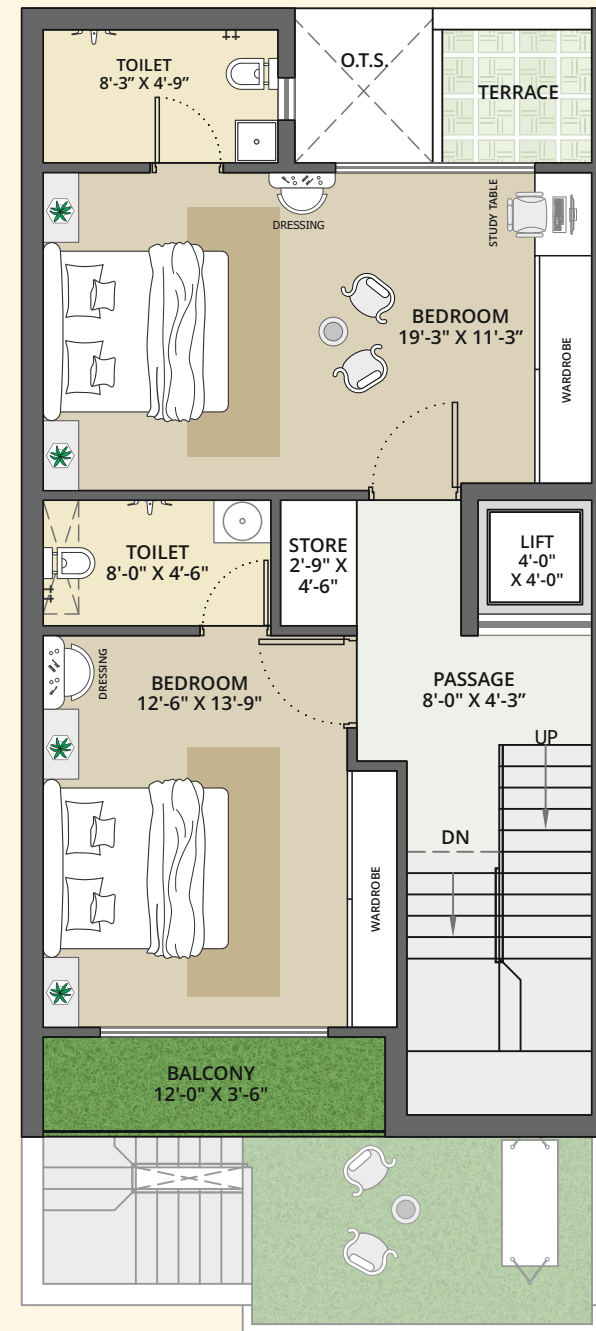 TOILET
8'-3” X 4'-9”
O.T.S.
TERRACE
DRESSING
STUDY TABLE
BEDROOM
19'-3" X 11'-3”
WARDROBE
TOILET
8'-0" X 4’-6"
STORE
2'-9" X
4’-6"
LIFT
4'-0"
X 4'-0"
DRESSING
BEDROOM
12'-6" X 13'-9"
PASSAGE
8'-0" X 4'-3”
UP
DN
WARDROBE
BALCONY
12'-0" X 3'-6"